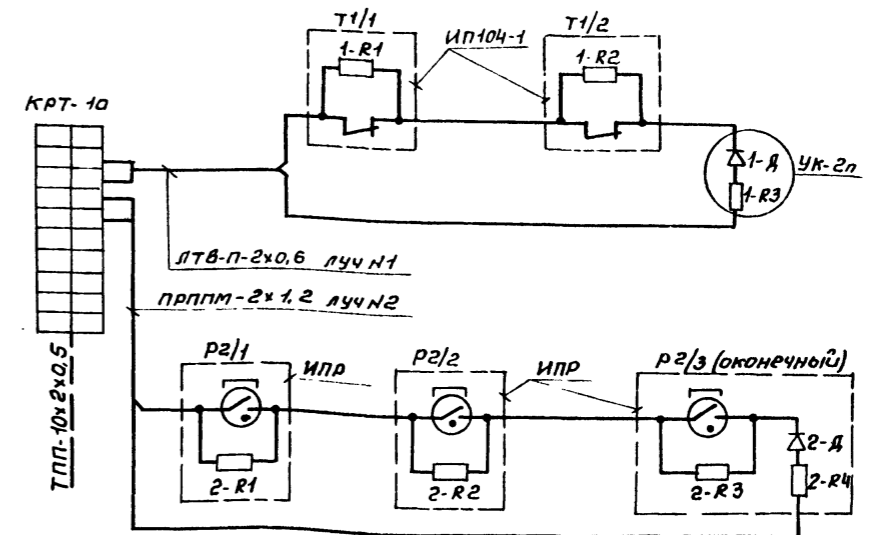 Т1/1
Т1/2
ИП104-1
1-R1
1-R2
КРТ-10
1-Д
УК-2п
1-R3
ЛТВ-П-2х0,6 ЛУЧ N1
ПРППМ-2х1,2 ЛУЧ N2
Р2/1
ИПР
Р2/2
ИПР
Р2/3 (оконечный)
ТПП-10х2х0,5
2-Д
2-R1
2-R2
2-R3
2-R4